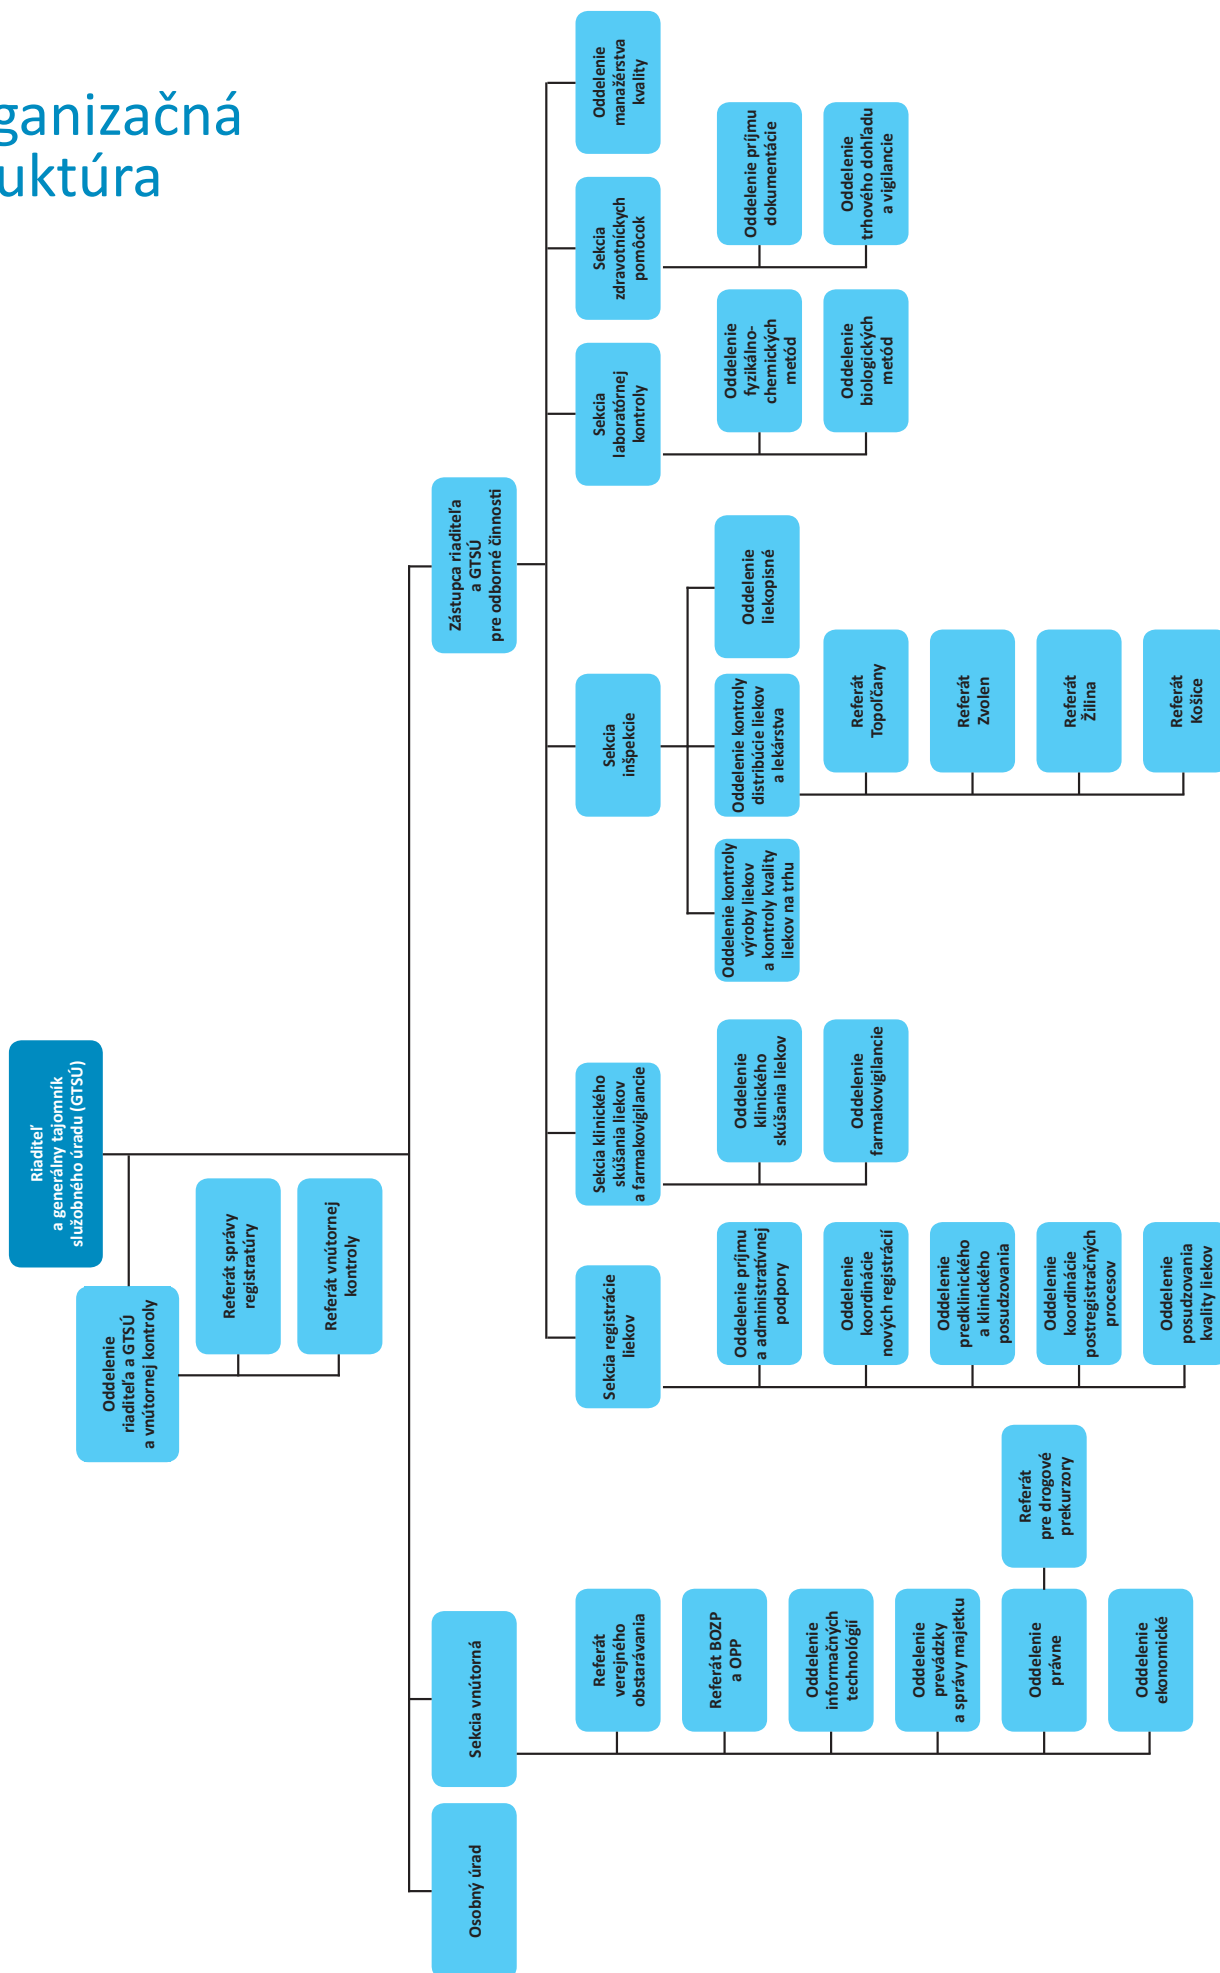 ganizačná
uktúra
Riaditeľ
a generálny tajomník
služobného úradu (GTSÚ)
Oddelenie
riaditeľa a GTSÚ
a vnútornej kontroly
Referát správy
registratúry
Referát vnútornej
kontroly
Osobný úrad
Sekcia vnútorná
Referát
verejného
obstarávania
Referát BOZP
a OPP
Oddelenie
informačných
technológií
Oddelenie
prevádzky
a správy majetku
Oddelenie
právne
Referát
pre drogové
prekurzory
Oddelenie
ekonomické
Zástupca riaditeľa
a GTSÚ
pre odborné činnosti
Sekcia registrácie
liekov
Oddelenie príjmu
a administratívnej
podpory
Oddelenie
koordinácie
nových registrácií
Oddelenie
predklinického
a klinického
posudzovania
Oddelenie
koordinácie
postregistračných
procesov
Oddelenie
posudzovania
kvality liekov
Sekcia klinického
skúšania liekov
a farmakovigilancie
Oddelenie
klinického
skúšania liekov
Oddelenie
farmakovigilancie
Sekcia
inšpekcie
Oddelenie kontroly
výroby liekov
a kontroly kvality
liekov na trhu
Oddelenie kontroly
distribúcie liekov
a lekárstva
Oddelenie
liekopisné
Referát
Topoľčany
Referát
Zvolen
Referát
Žilina
Referát
Košice
Sekcia
laboratórnej
kontroly
Oddelenie
fyzikálno-
chemických
metód
Oddelenie
biologických
metód
Sekcia
zdravotníckych
pomôcok
Oddelenie príjmu
dokumentácie
Oddelenie
trhového dohľadu
a vigilancie
Oddelenie
manažérstva
kvality